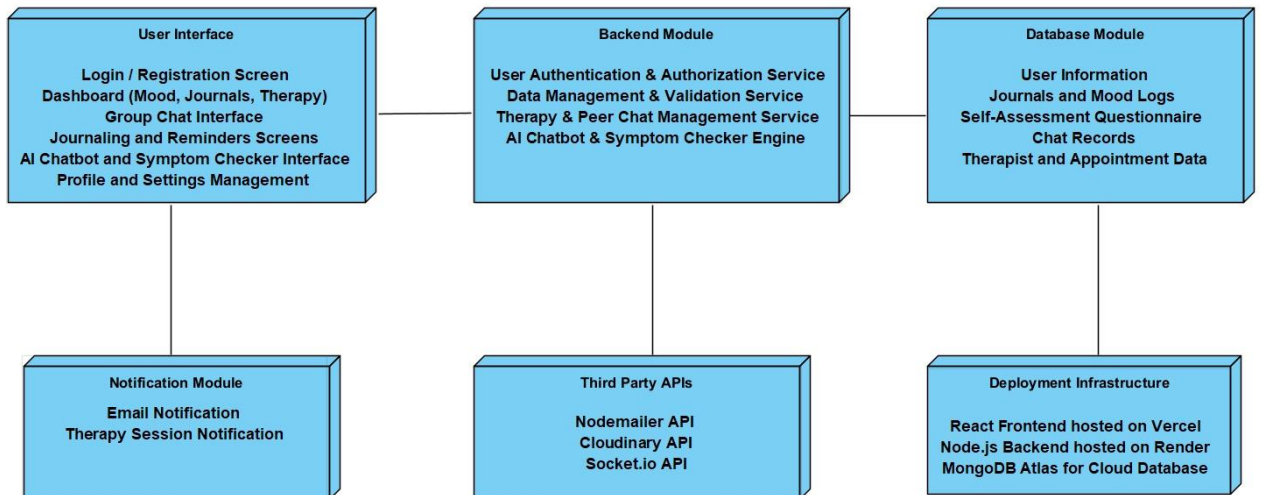 User Interface
Login / Registration Screen
Dashboard (Mood, Journals, Therapy)
Group Chat Interface
Journaling and Reminders Screens
AI Chatbot and Symptom Checker Interface
Profile and Settings Management
Backend Module
User Authentication & Authorization Service
Data Management & Validation Service
Therapy & Peer Chat Management Service
AI Chatbot & Symptom Checker Engine
Database Module
User Information
Journals and Mood Logs
Self-Assessment Questionnaire
Chat Records
Therapist and Appointment Data
Notification Module
Email Notification
Therapy Session Notification
Third Party APIs
Nodemailer API
Cloudinary API
Socket.io API
Deployment Infrastructure
React Frontend hosted on Vercel
Node.js Backend hosted on Render
MongoDB Atlas for Cloud Database